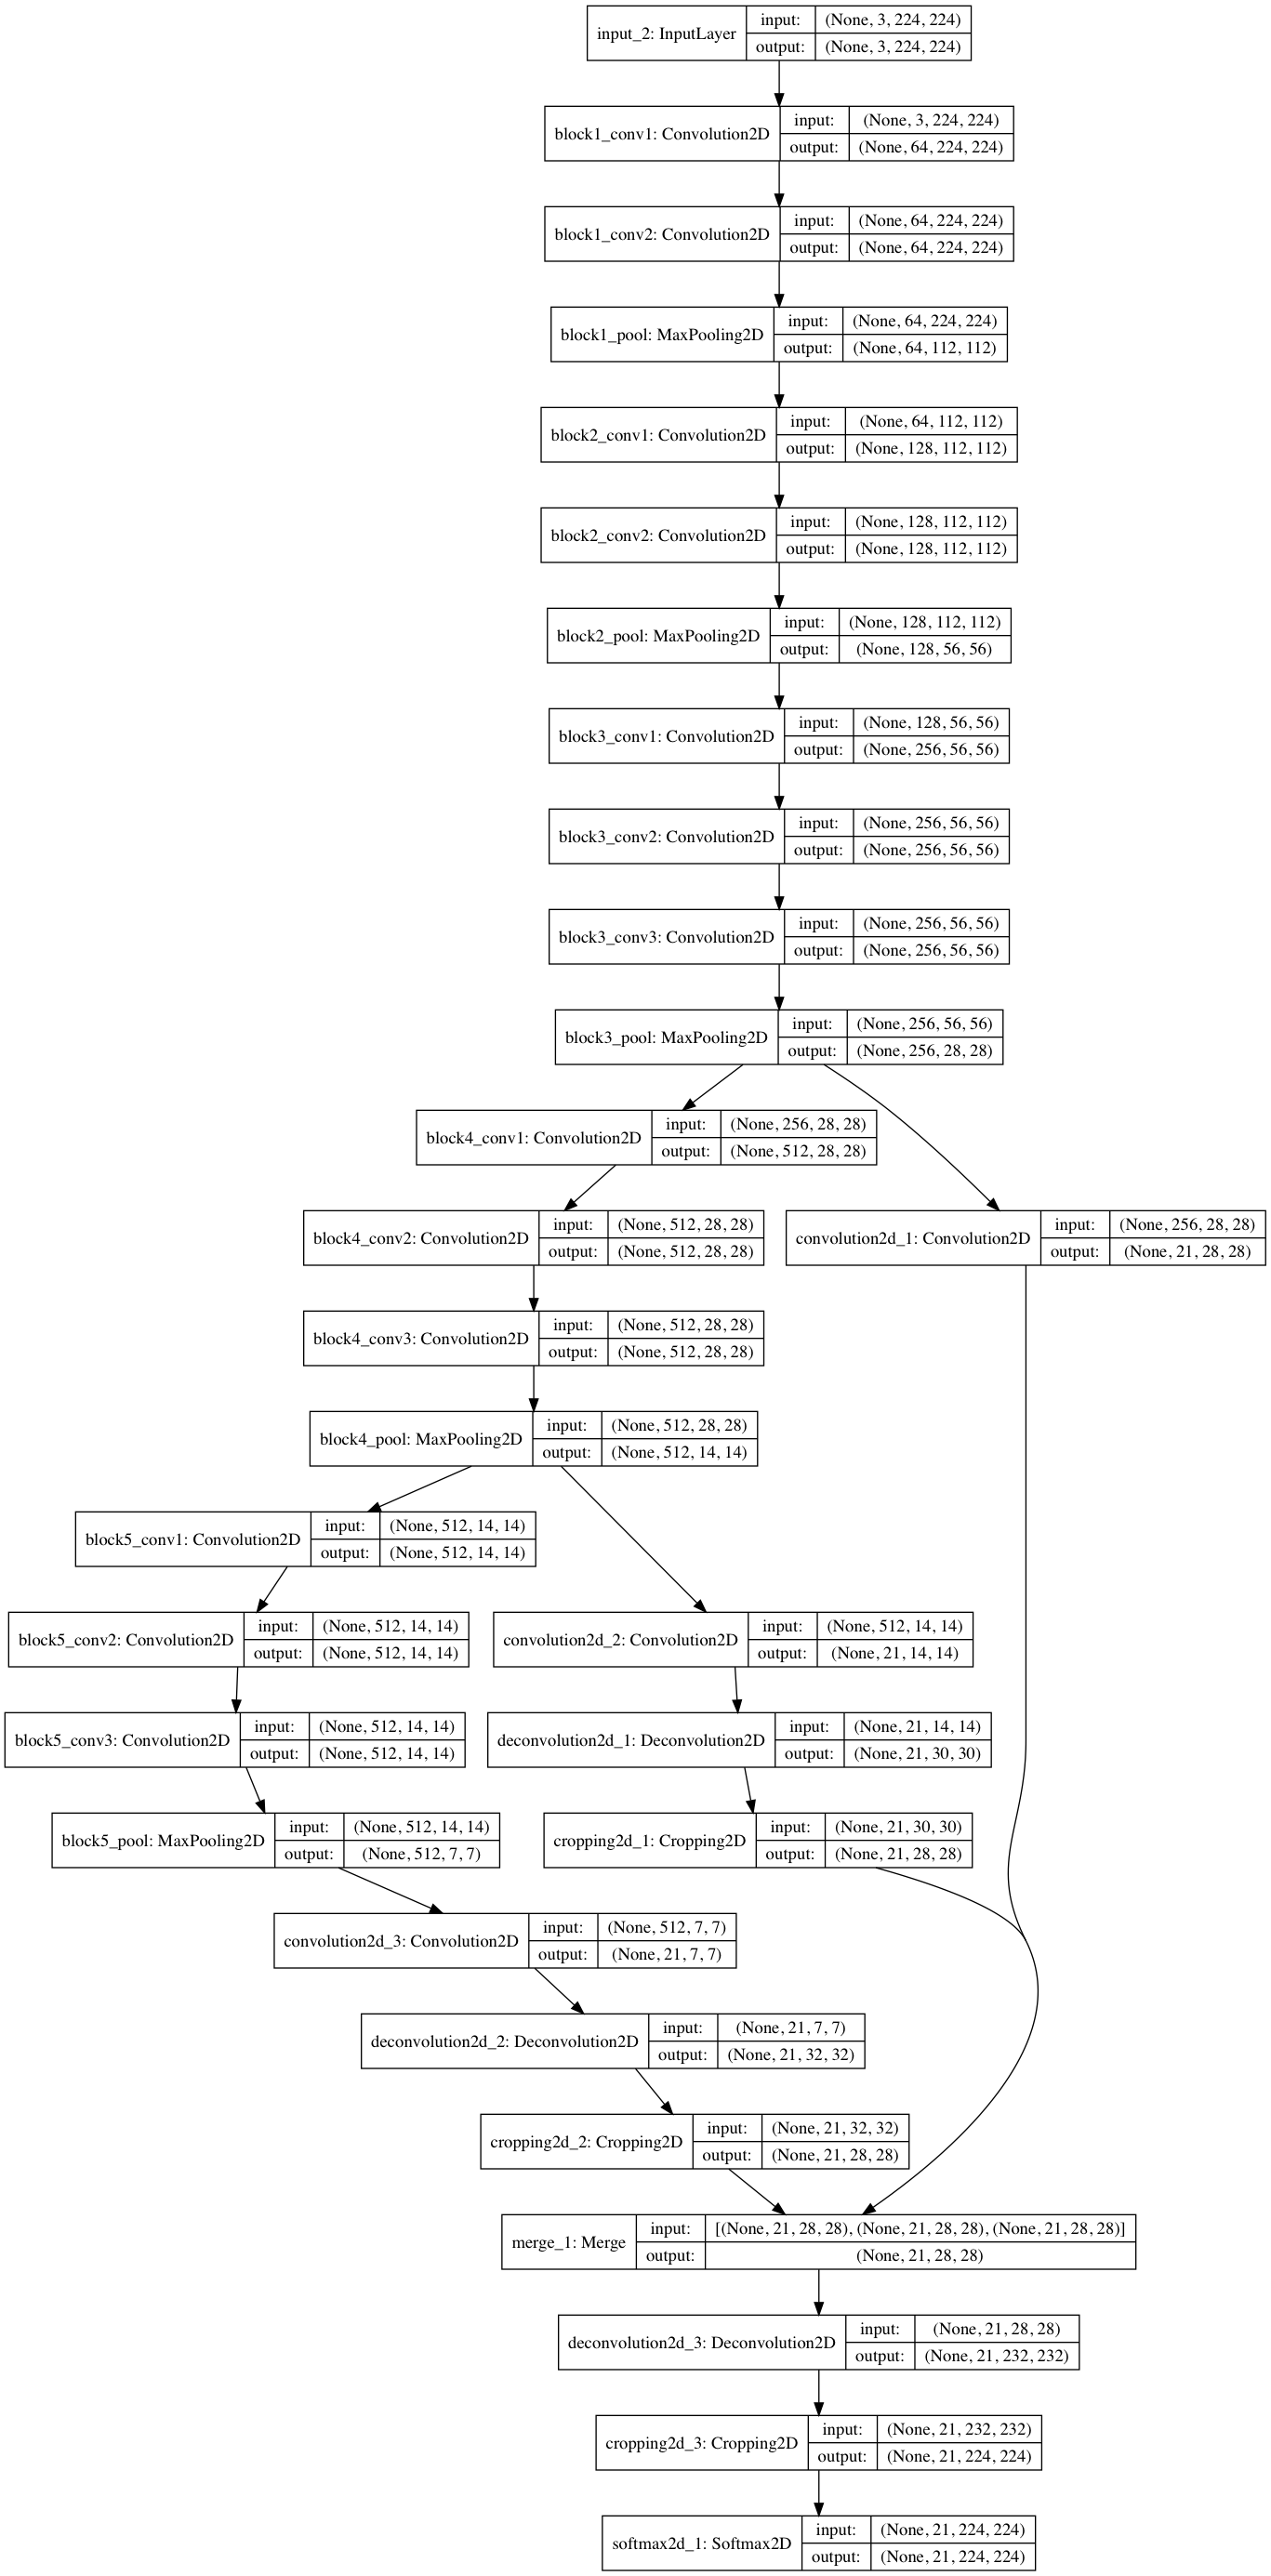 input_2: InputLayer
input: (None, 3, 224, 224)
output: (None, 3, 224, 224)
block1_conv1: Convolution2D
input: (None, 3, 224, 224)
output: (None, 64, 224, 224)
block1_conv2: Convolution2D
input: (None, 64, 224, 224)
output: (None, 64, 224, 224)
block1_pool: MaxPooling2D
input: (None, 64, 224, 224)
output: (None, 64, 112, 112)
block2_conv1: Convolution2D
input: (None, 64, 112, 112)
output: (None, 128, 112, 112)
block2_conv2: Convolution2D
input: (None, 128, 112, 112)
output: (None, 128, 112, 112)
block2_pool: MaxPooling2D
input: (None, 128, 112, 112)
output: (None, 128, 56, 56)
block3_conv1: Convolution2D
input: (None, 128, 56, 56)
output: (None, 256, 56, 56)
block3_conv2: Convolution2D
input: (None, 256, 56, 56)
output: (None, 256, 56, 56)
block3_conv3: Convolution2D
input: (None, 256, 56, 56)
output: (None, 256, 56, 56)
block3_pool: MaxPooling2D
input: (None, 256, 56, 56)
output: (None, 256, 28, 28)
block4_conv1: Convolution2D
input: (None, 256, 28, 28)
output: (None, 512, 28, 28)
block4_conv2: Convolution2D
input: (None, 512, 28, 28)
output: (None, 512, 28, 28)
convolution2d_1: Convolution2D
input: (None, 256, 28, 28)
output: (None, 21, 28, 28)
block4_conv3: Convolution2D
input: (None, 512, 28, 28)
output: (None, 512, 28, 28)
block4_pool: MaxPooling2D
input: (None, 512, 28, 28)
output: (None, 512, 14, 14)
block5_conv1: Convolution2D
input: (None, 512, 14, 14)
output: (None, 512, 14, 14)
block5_conv2: Convolution2D
input: (None, 512, 14, 14)
output: (None, 512, 14, 14)
convolution2d_2: Convolution2D
input: (None, 512, 14, 14)
output: (None, 21, 14, 14)
block5_conv3: Convolution2D
input: (None, 512, 14, 14)
output: (None, 512, 14, 14)
deconvolution2d_1: Deconvolution2D
input: (None, 21, 14, 14)
output: (None, 21, 30, 30)
block5_pool: MaxPooling2D
input: (None, 512, 14, 14)
output: (None, 512, 7, 7)
cropping2d_1: Cropping2D
input: (None, 21, 30, 30)
output: (None, 21, 28, 28)
convolution2d_3: Convolution2D
input: (None, 512, 7, 7)
output: (None, 21, 7, 7)
deconvolution2d_2: Deconvolution2D
input: (None, 21, 7, 7)
output: (None, 21, 32, 32)
cropping2d_2: Cropping2D
input: (None, 21, 32, 32)
output: (None, 21, 28, 28)
merge_1: Merge
input: [(None, 21, 28, 28), (None, 21, 28, 28), (None, 21, 28, 28)]
output: (None, 21, 28, 28)
deconvolution2d_3: Deconvolution2D
input: (None, 21, 28, 28)
output: (None, 21, 232, 232)
cropping2d_3: Cropping2D
input: (None, 21, 232, 232)
output: (None, 21, 224, 224)
softmax2d_1: Softmax2D
input: (None, 21, 224, 224)
output: (None, 21, 224, 224)